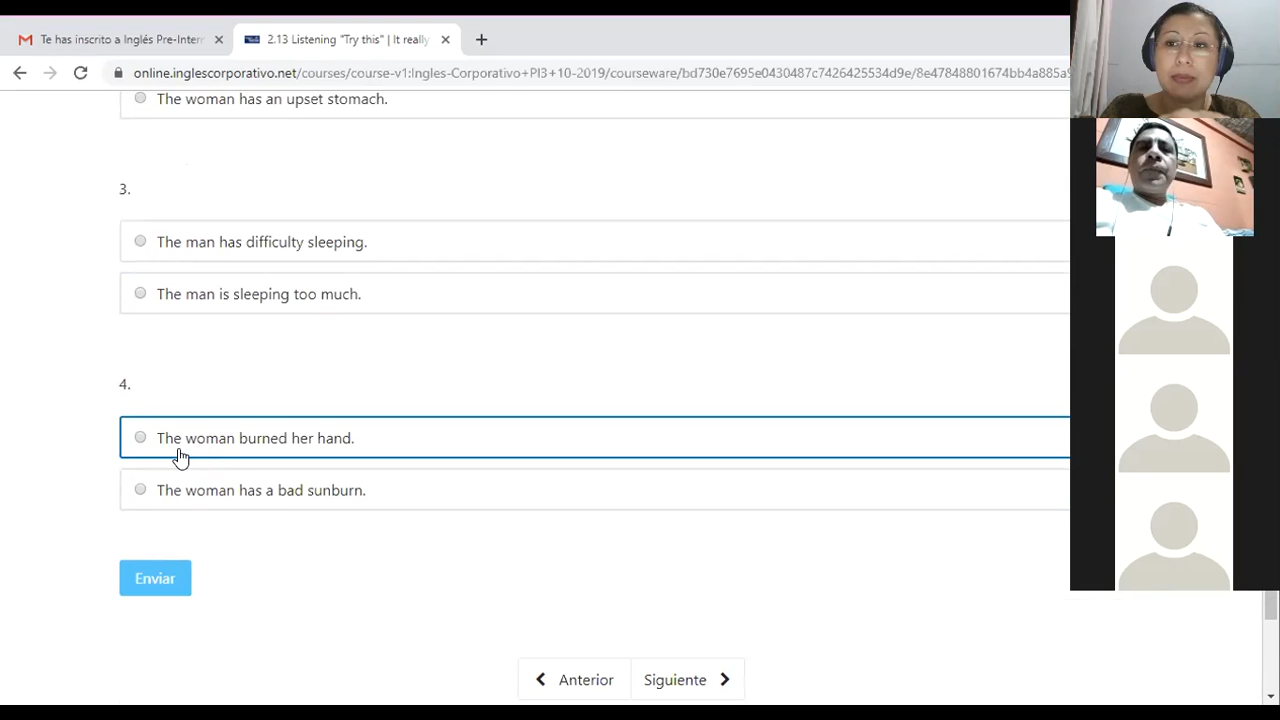 Te has inscrito a Inglés Pre-Inter
2.13 Listening "Try this" | It really
online.inglescorporativo.net/courses/course-v1:Ingles-Corporativo+PI3+10-2019/courseware/bd730e7695e0430487c7426425534d9e/8e47848801674bb4a885a9
The woman has an upset stomach.
3.
The man has difficulty sleeping.
The man is sleeping too much.
4.
The woman burned her hand.
The woman has a bad sunburn.
Enviar
Anterior Siguiente